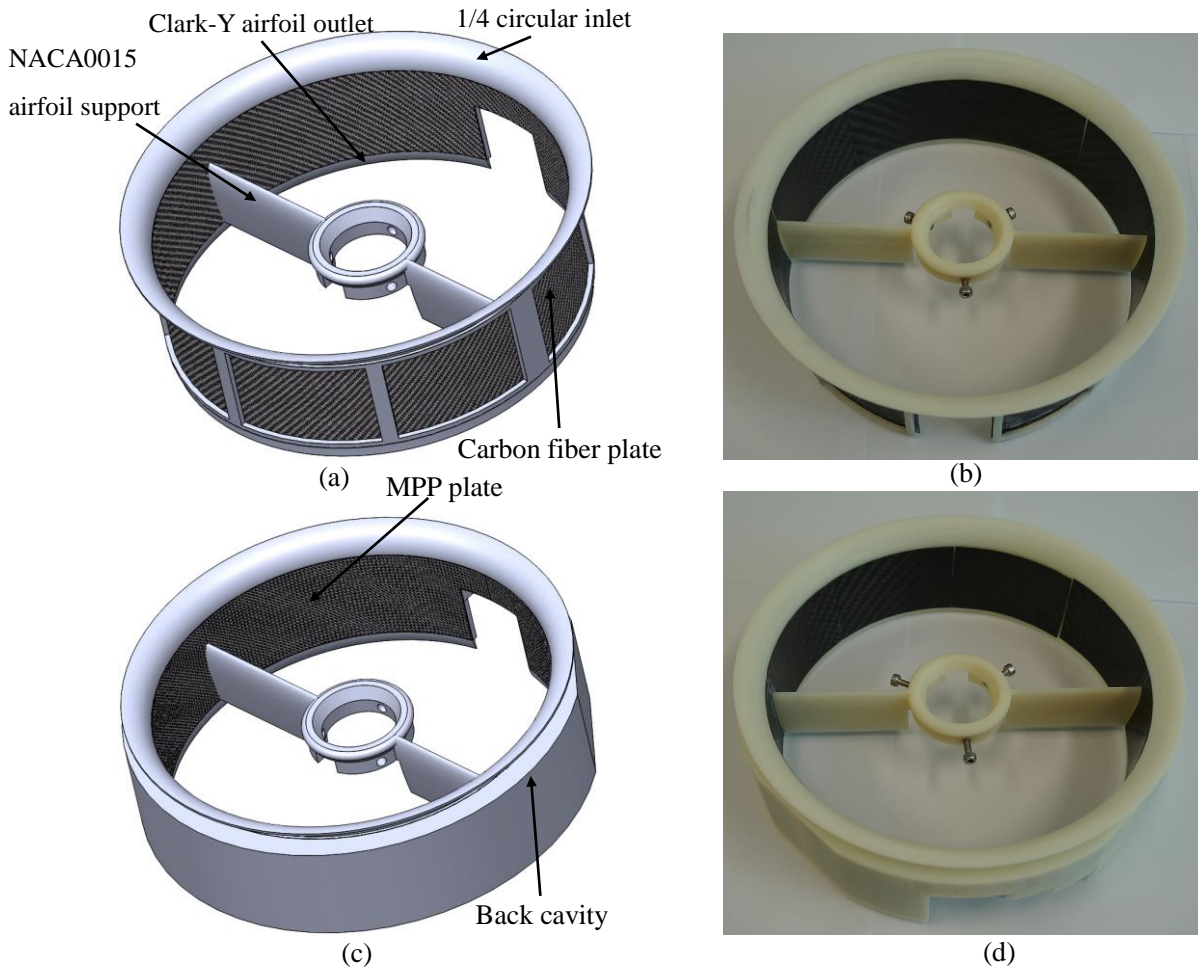 Clark-Y airfoil outlet
1/4 circular inlet
NACA0015
airfoil support
Carbon fiber plate
(a)
(b)
MPP plate
Back cavity
(c)
(d)